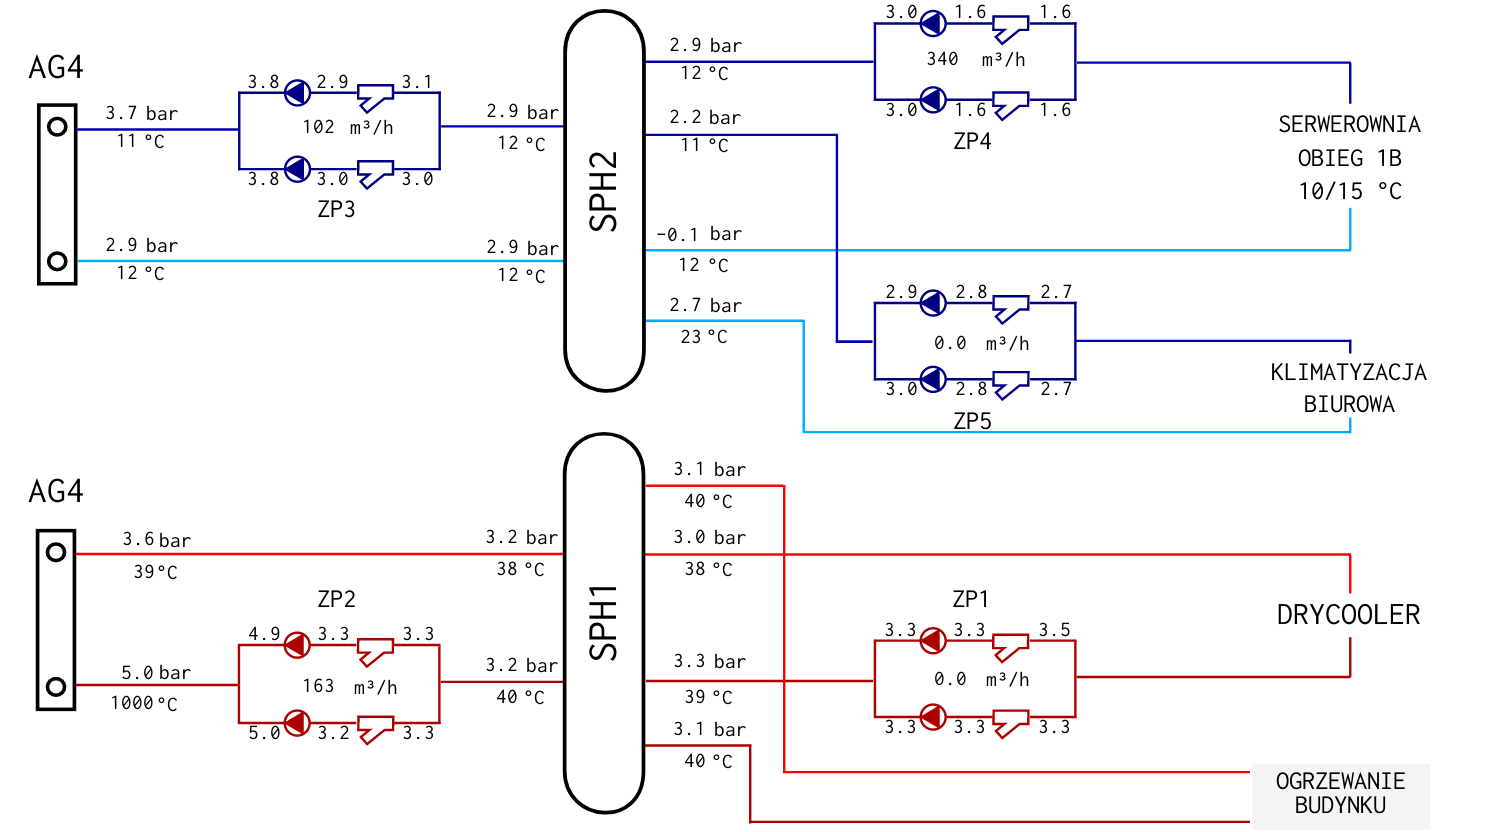 AG4
3.7 bar
11 °C
2.9 bar
12 °C
3.8 2.9 3.1
102 m³/h
3.8 3.0 3.0
ZP3
2.9 bar
12 °C
2.9 bar
12 °C
SPH2
2.9 bar
12 °C
2.2 bar
11 °C
-0.1 bar
12 °C
2.7 bar
23 °C
3.0 1.6 1.6
340 m³/h
3.0 1.6 1.6
ZP4
SERWEROWNIA
OBIEG 1B
10/15 °C
2.9 2.8 2.7
0.0 m³/h
3.0 2.8 2.7
ZP5
KLIMATYZACJA
BIUROWA
AG4
3.6 bar
39 °C
5.0 bar
1000 °C
ZP2
4.9 3.3 3.3
163 m³/h
5.0 3.2 3.3
3.2 bar
38 °C
3.2 bar
40 °C
SPH1
3.1 bar
40 °C
3.0 bar
38 °C
3.3 bar
39 °C
3.1 bar
40 °C
ZP1
3.3 3.3 3.5
0.0 m³/h
3.3 3.3 3.3
DRYCOOLER
OGRZEWANIE
BUDYNKU